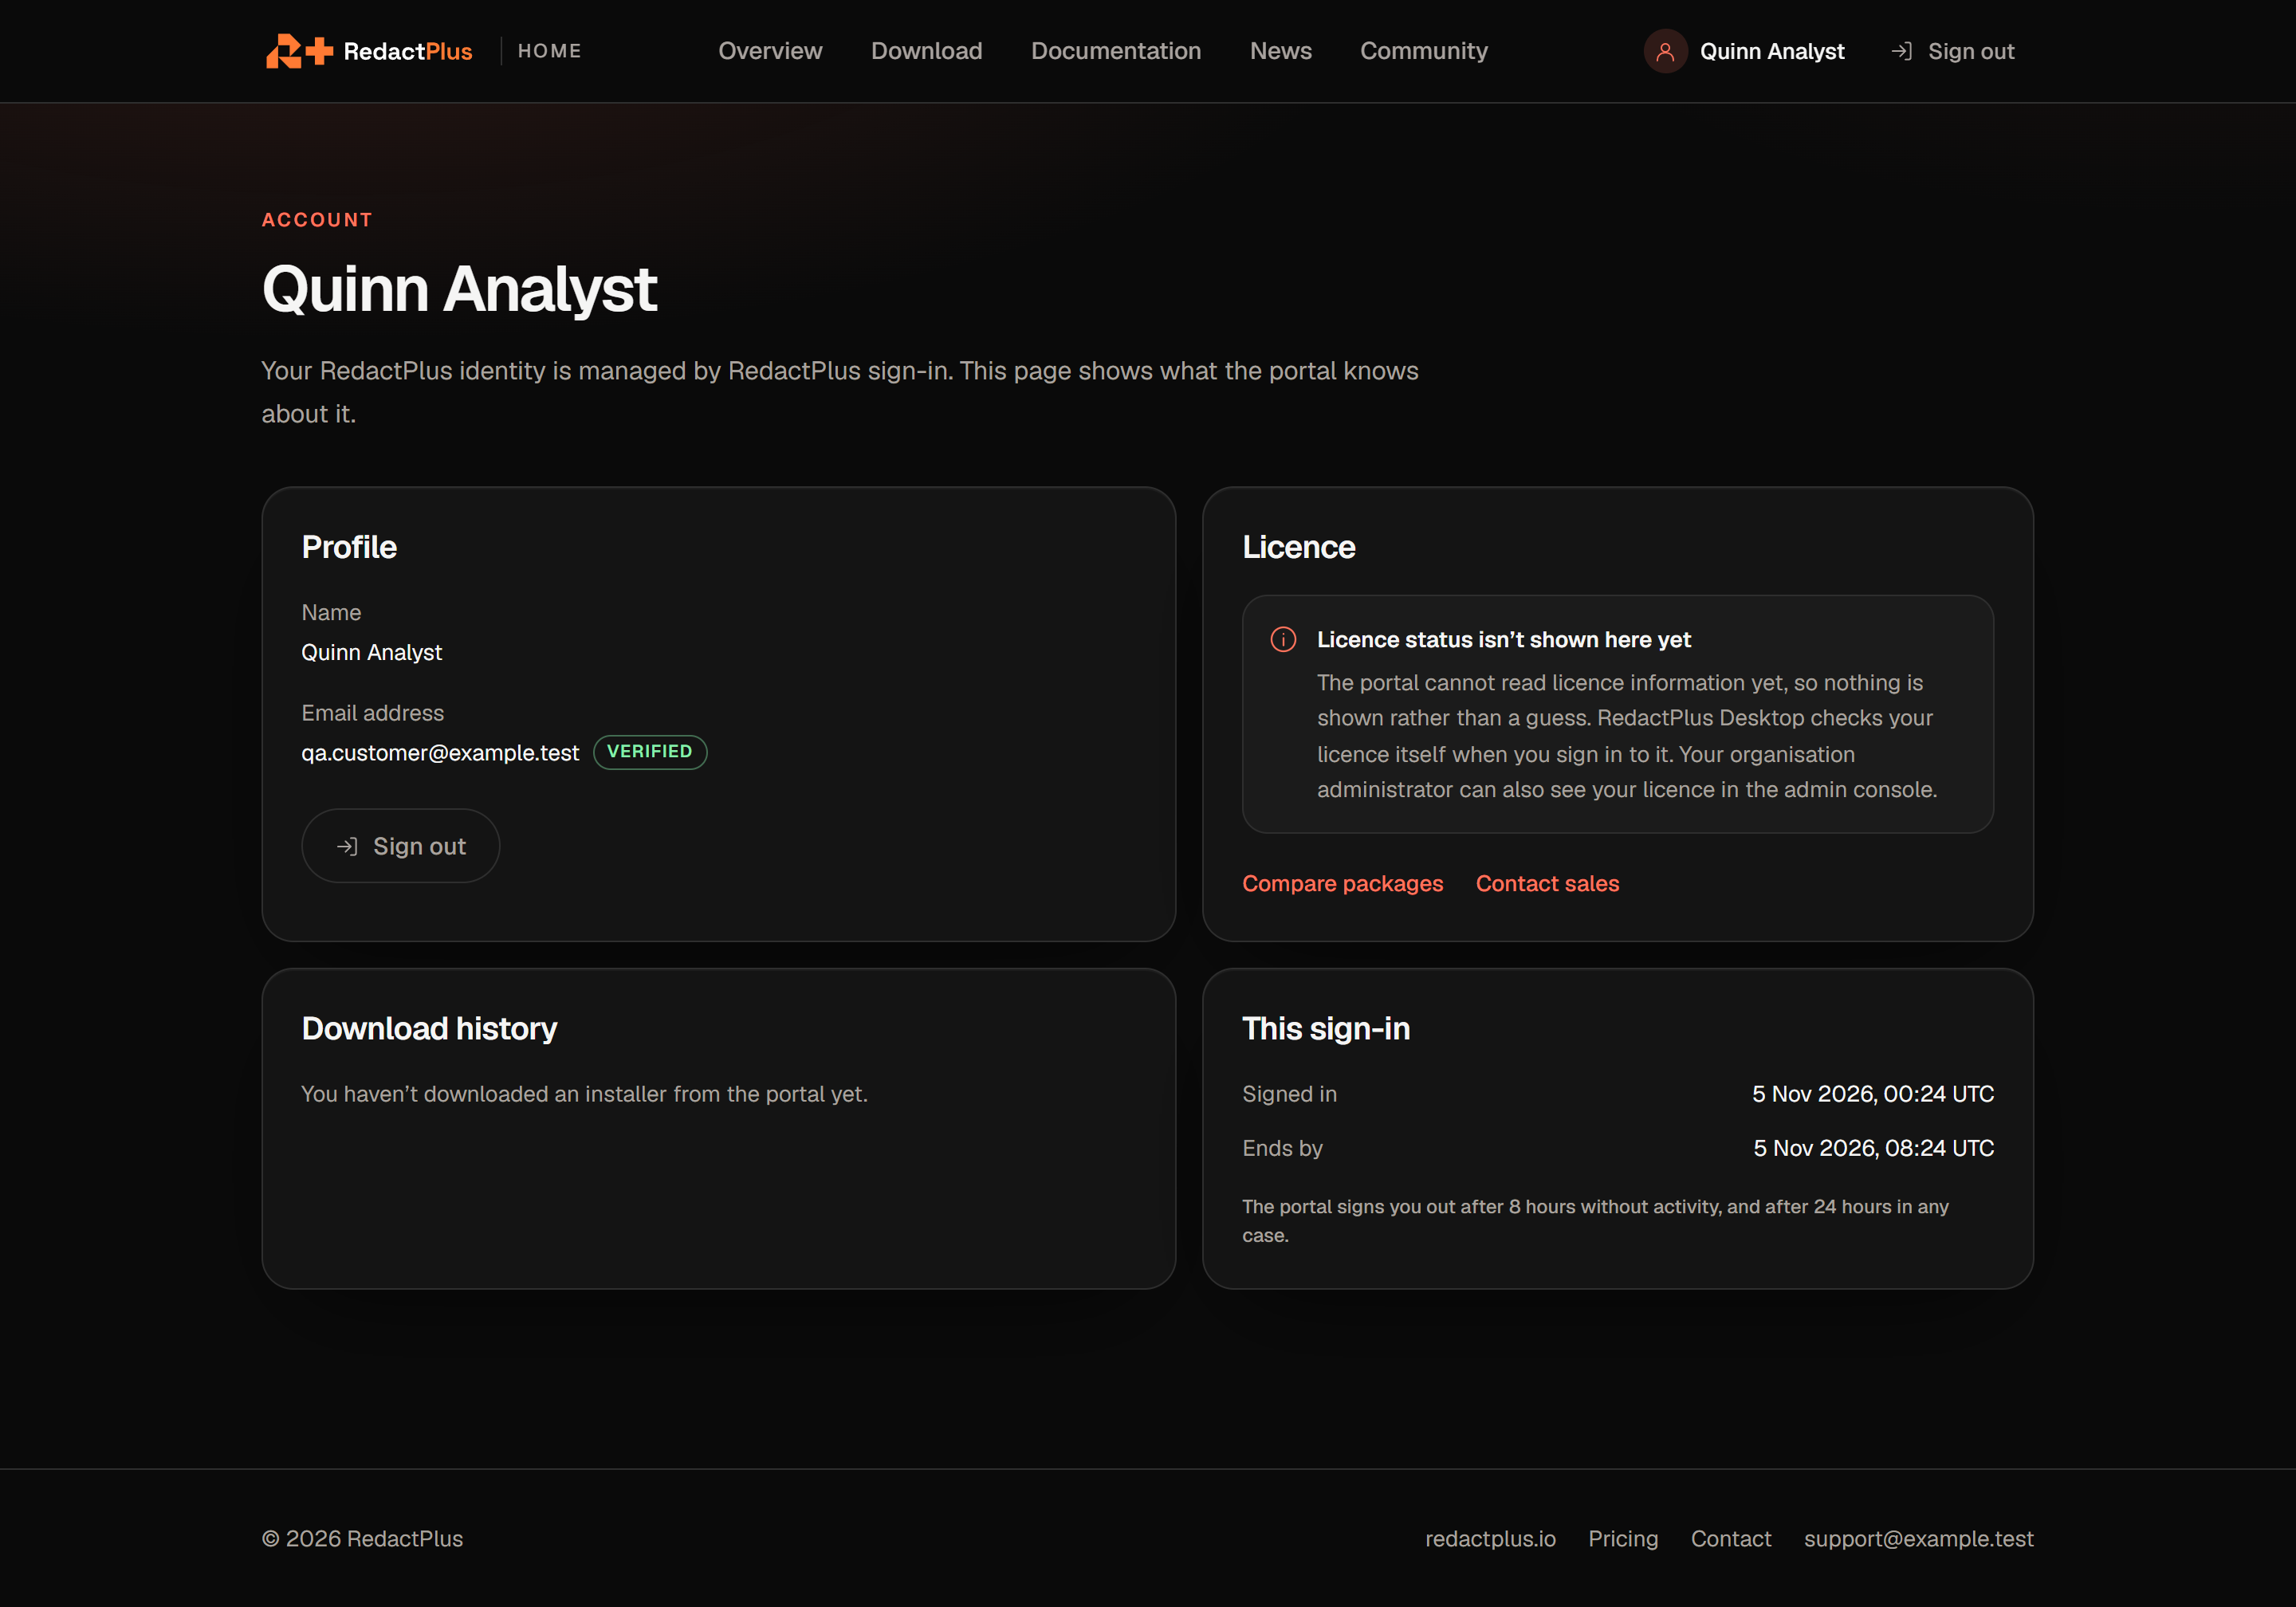 RedactPlus
HOME
Overview
Download
Documentation
News
Community
Quinn Analyst
Sign out
ACCOUNT
Quinn Analyst
Your RedactPlus identity is managed by RedactPlus sign-in. This page shows what the portal knows
about it.
Profile
Name
Quinn Analyst
Email address
qa.customer@example.test VERIFIED
Sign out
Licence
Licence status isn’t shown here yet
The portal cannot read licence information yet, so nothing is
shown rather than a guess. RedactPlus Desktop checks your
licence itself when you sign in to it. Your organisation
administrator can also see your licence in the admin console.
Compare packages
Contact sales
Download history
You haven’t downloaded an installer from the portal yet.
This sign-in
Signed in 5 Nov 2026, 00:24 UTC
Ends by 5 Nov 2026, 08:24 UTC
The portal signs you out after 8 hours without activity, and after 24 hours in any
case.
© 2026 RedactPlus
redactplus.io
Pricing
Contact
support@example.test